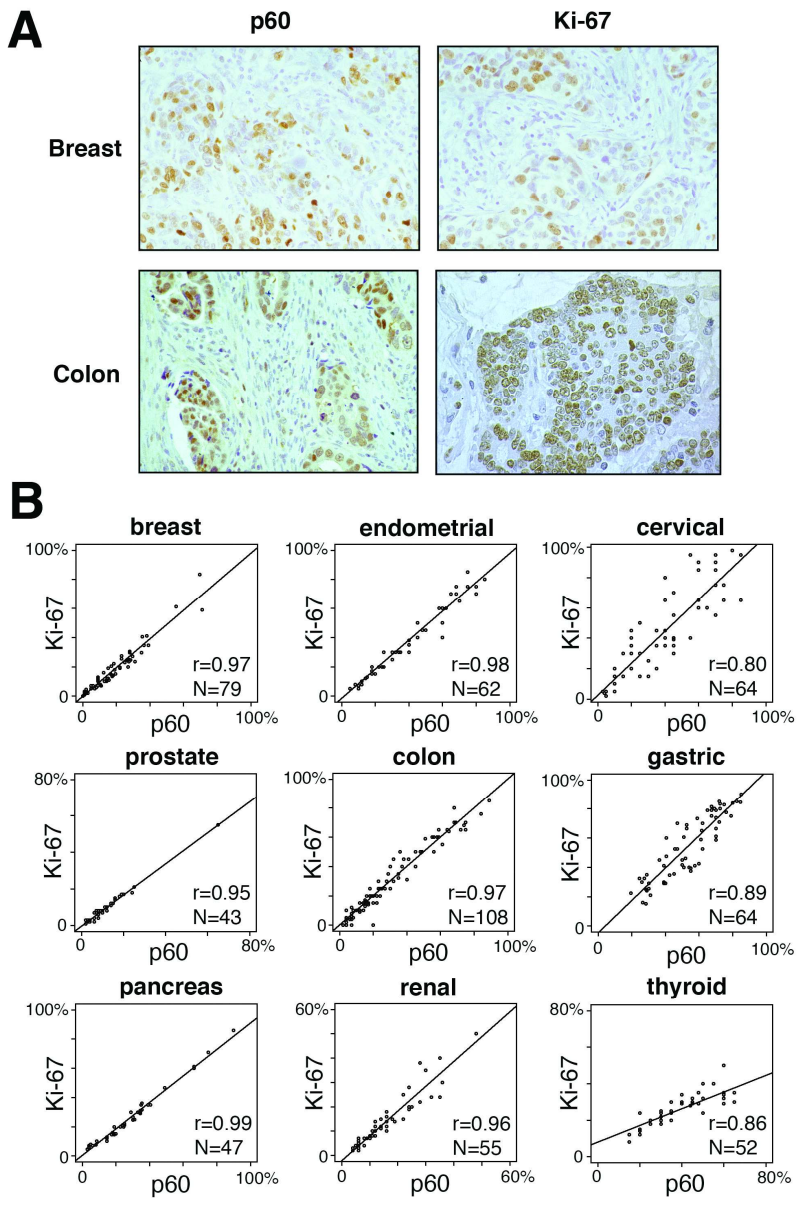 A
p60
Ki-67
Breast
Colon
B
breast
100%
Ki-67
0
r=0.97
N=79
0
p60
100%
endometrial
100%
Ki-67
0
r=0.98
N=62
0
p60
100%
cervical
100%
Ki-67
0
r=0.80
N=64
0
p60
100%
prostate
80%
Ki-67
0
r=0.95
N=43
0
p60
80%
colon
100%
Ki-67
0
r=0.97
N=108
0
p60
100%
gastric
100%
Ki-67
0
r=0.89
N=64
0
p60
100%
pancreas
100%
Ki-67
0
r=0.99
N=47
0
p60
100%
renal
60%
Ki-67
0
r=0.96
N=55
0
p60
60%
thyroid
80%
Ki-67
0
r=0.86
N=52
0
p60
80%